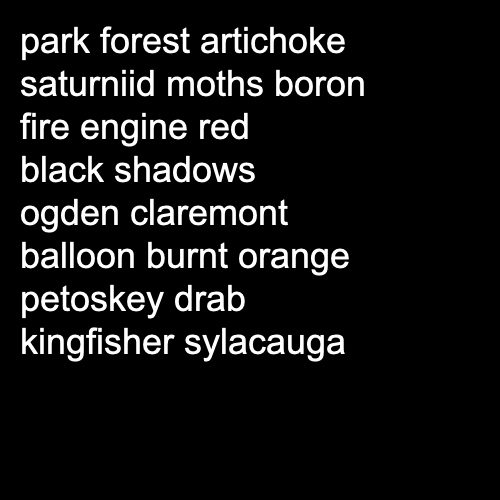 park forest artichoke
saturniid moths boron
fire engine red
black shadows
ogden claremont
balloon burnt orange
petoskey drab
kingfisher sylacauga